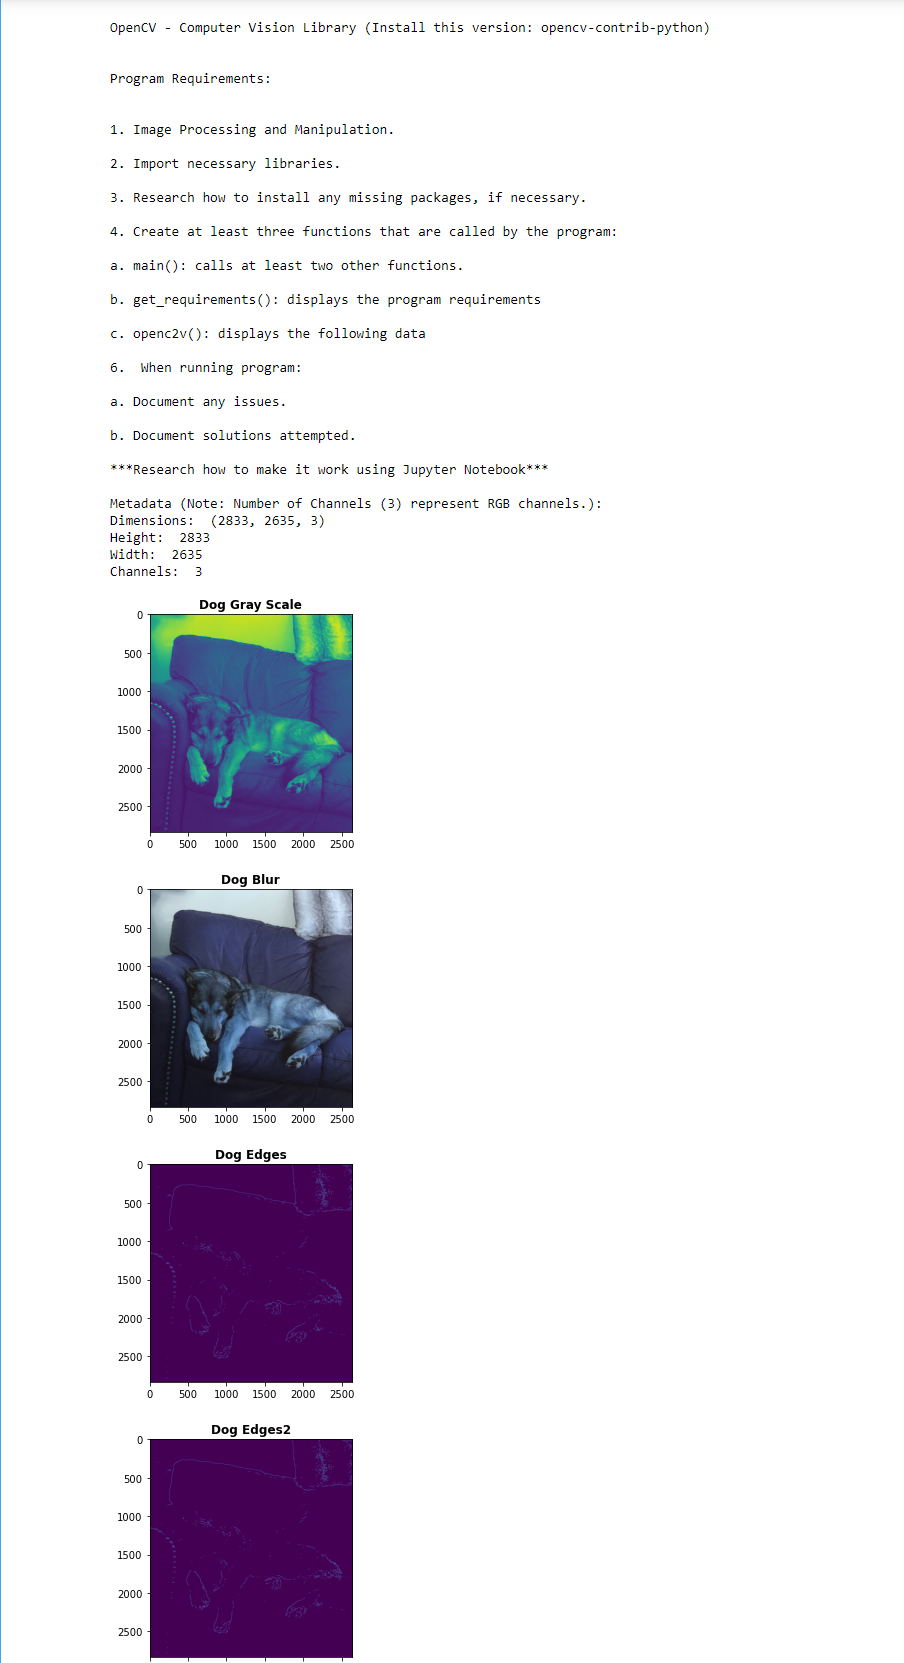 OpenCV - Computer Vision Library (Install this version: opencv-contrib-python)
Program Requirements:
1. Image Processing and Manipulation.
2. Import necessary libraries.
3. Research how to install any missing packages, if necessary.
4. Create at least three functions that are called by the program:
a. main(): calls at least two other functions.
b. get_requirements(): displays the program requirements
c. openc2v(): displays the following data
6.  When running program:
a. Document any issues.
b. Document solutions attempted.
***Research how to make it work using Jupyter Notebook***
Metadata (Note: Number of Channels (3) represent RGB channels.):
Dimensions:  (2833, 2635, 3)
Height:  2833
Width:  2635
Channels:  3
Dog Gray Scale
0
500
1000
1500
2000
2500
0 500 1000 1500 2000 2500
Dog Blur
0
500
1000
1500
2000
2500
0 500 1000 1500 2000 2500
Dog Edges
0
500
1000
1500
2000
2500
0 500 1000 1500 2000 2500
Dog Edges2
0
500
1000
1500
2000
2500